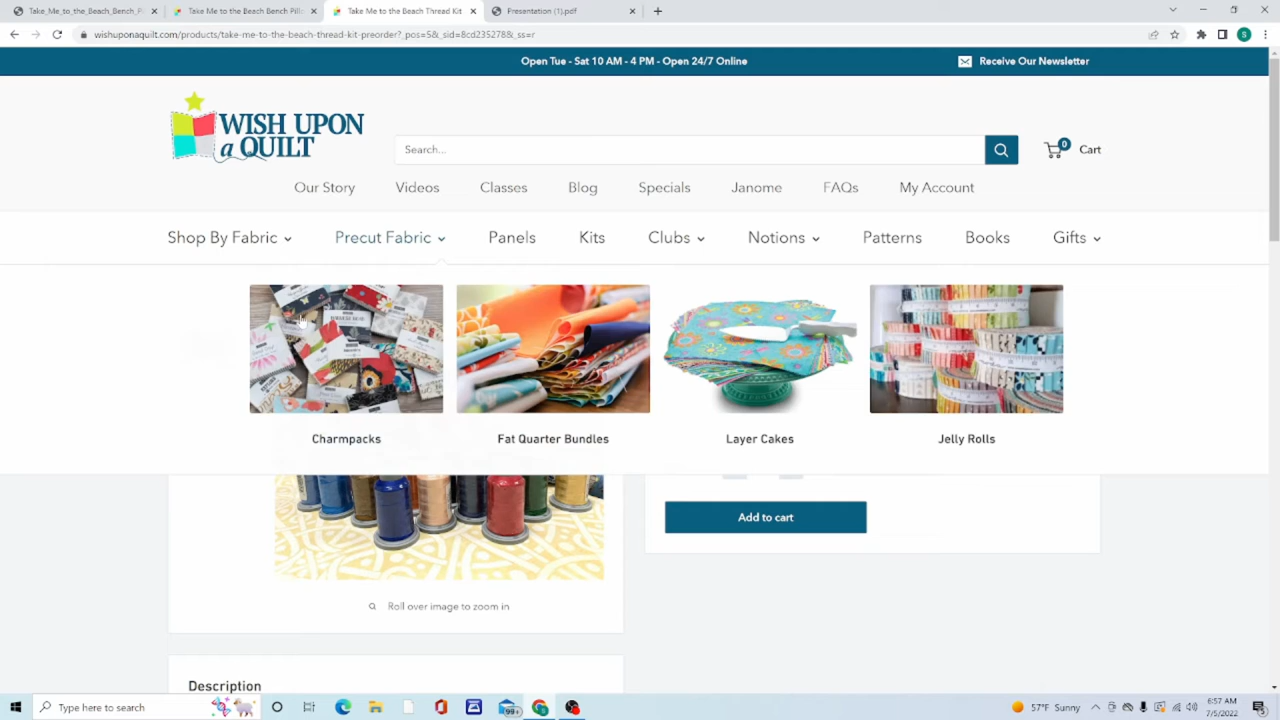 Take_Me_to_the_Beach_Bench_Pi
Take Me to the Beach Bench Pill
Take Me to the Beach Thread Kit
Presentation (1).pdf
wishuponaquilt.com/products/take-me-to-the-beach-thread-kit-preorder?_pos=5&_sid=8cd235278&_ss=r
S
Open Tue - Sat 10 AM - 4 PM - Open 24/7 Online
Receive Our Newsletter
WISH UPON
a QUILT
Search...
0
Cart
Our Story
Videos
Classes
Blog
Specials
Janome
FAQs
My Account
Shop By Fabric
Precut Fabric
Panels
Kits
Clubs
Notions
Patterns
Books
Gifts
Charmpacks
Fat Quarter Bundles
Layer Cakes
Jelly Rolls
Add to cart
Roll over image to zoom in
Description
Type here to search
99+
57°F Sunny
6:57 AM
7/5/2022